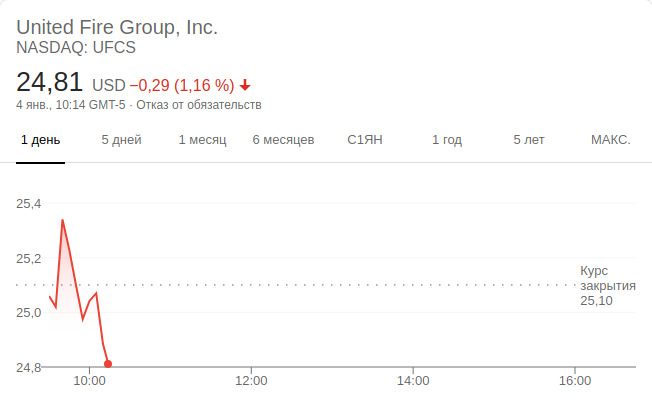 United Fire Group, Inc.
NASDAQ: UFCS
24,81 USD −0,29 (1,16 %)
4 янв., 10:14 GMT-5 · Отказ от обязательств
1 день 5 дней 1 месяц 6 месяцев С1ЯН 1 год 5 лет МАКС.
25,4
25,2
Курс
закрытия
25,10
25,0
24,8
10:00 12:00 14:00 16:00